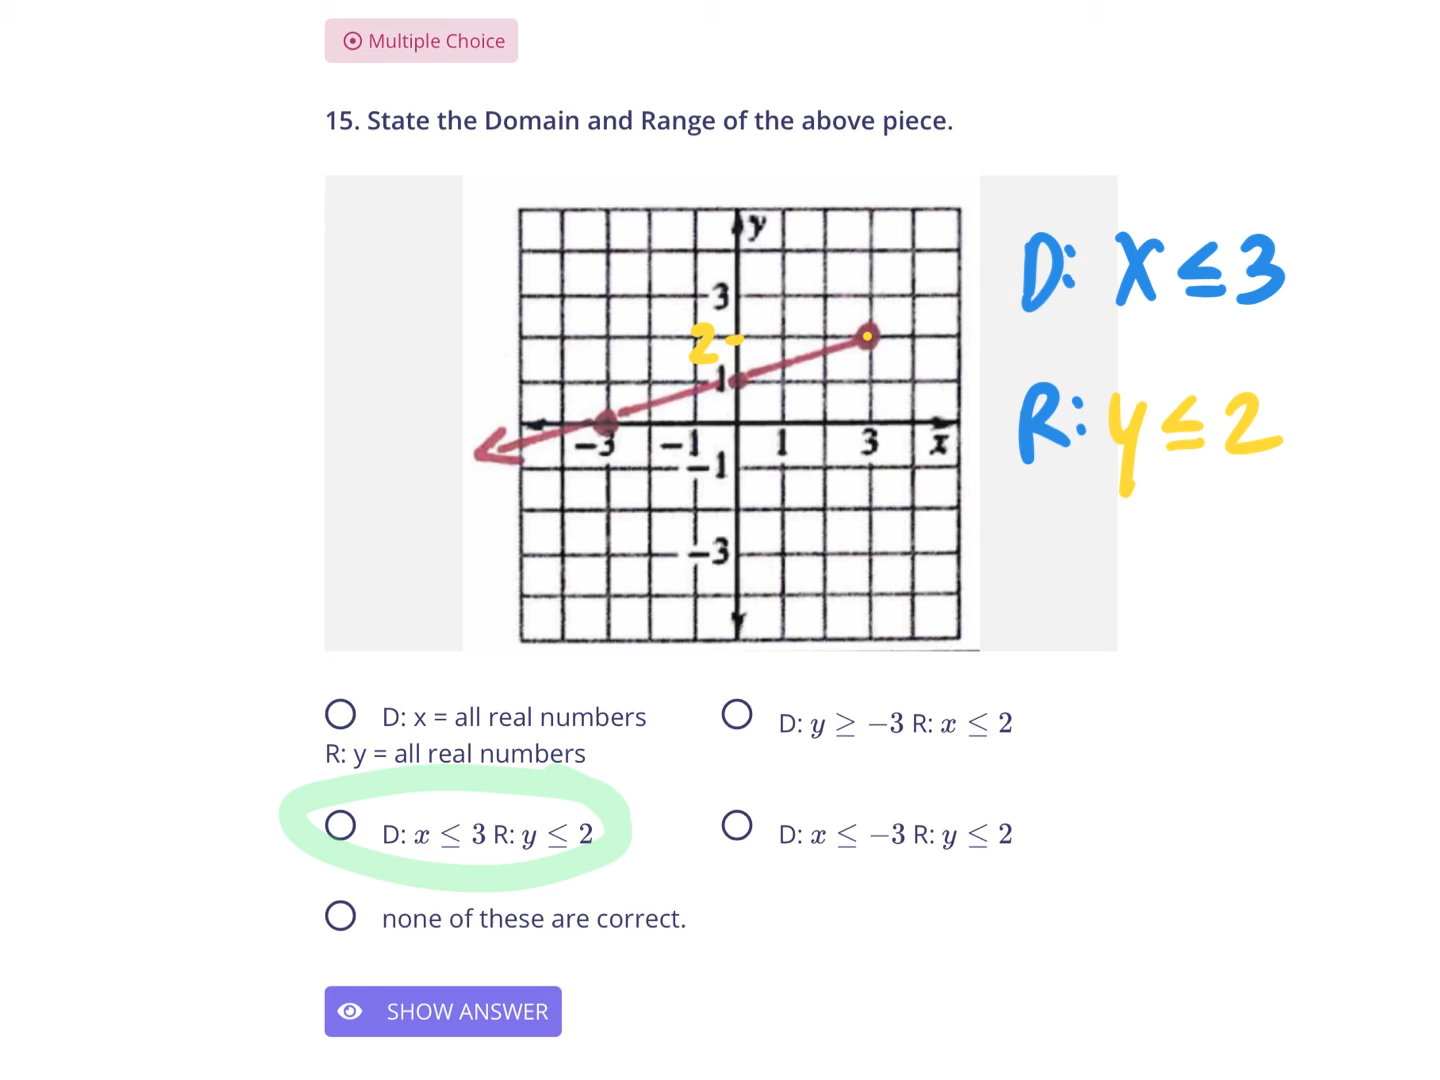 Multiple Choice
15. State the Domain and Range of the above piece.
y
3
2
1
-3 -1 1 3 x
-1
-3
D: x ≤ 3
R: y ≤ 2
D: x = all real numbers
R: y = all real numbers
D: y ≥ −3 R: x ≤ 2
D: x ≤ 3 R: y ≤ 2
D: x ≤ −3 R: y ≤ 2
none of these are correct.
SHOW ANSWER